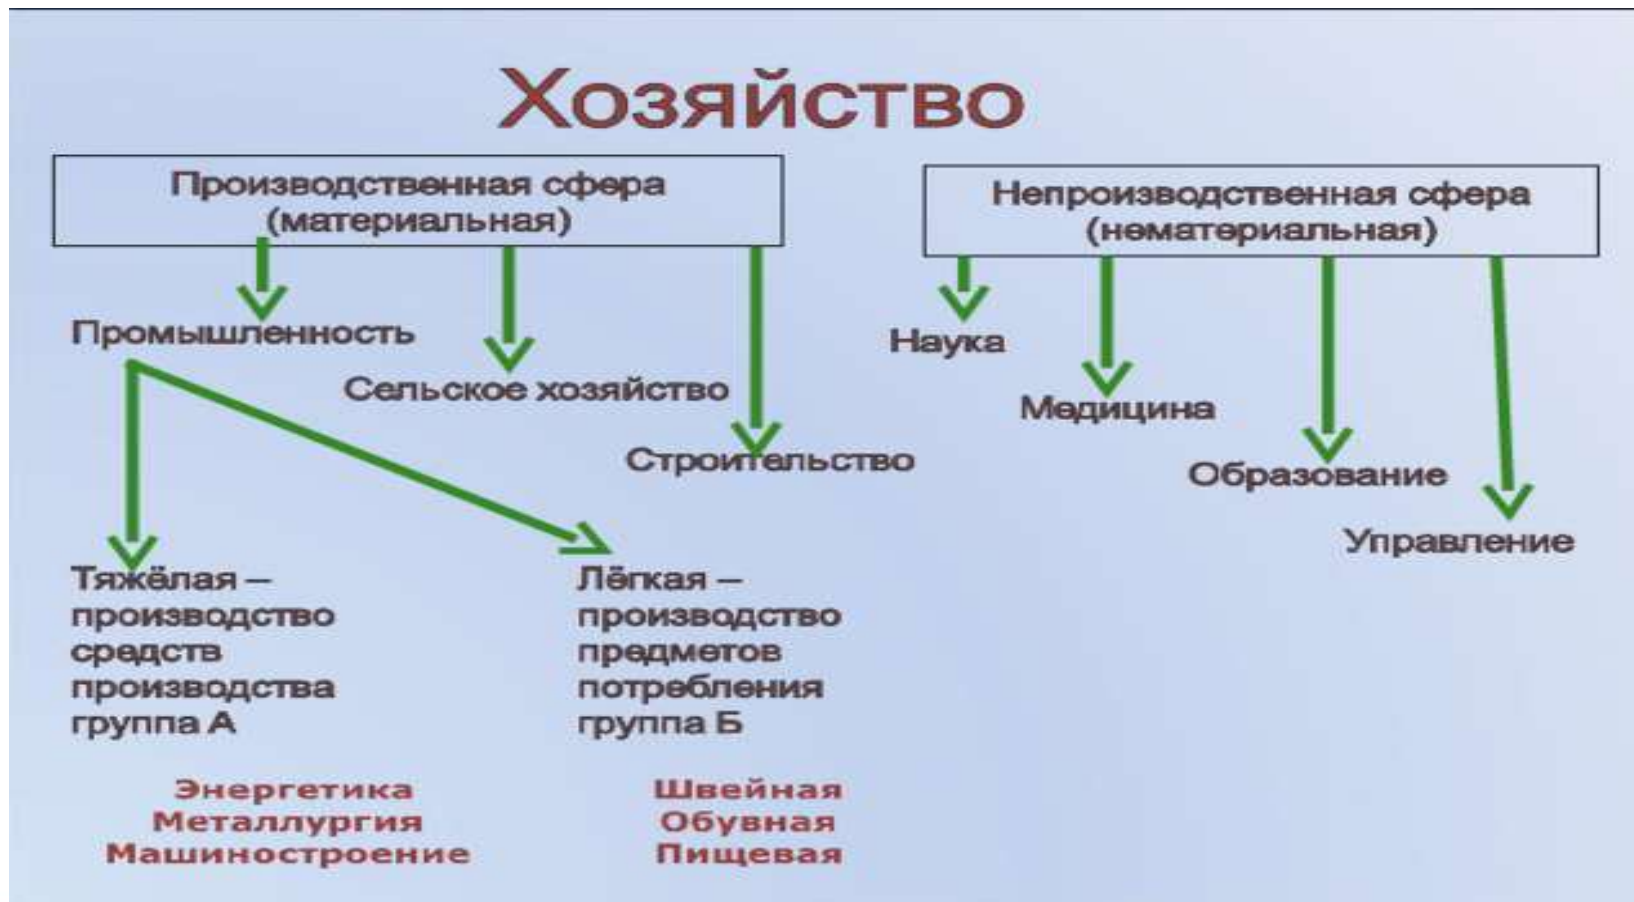 Хозяйство
Производственная сфера
(материальная)
Непроизводственная сфера
(нематериальная)
Промышленность
Сельское хозяйство
Строительство
Наука
Медицина
Образование
Управление
Тяжёлая –
производство
средств
производства
группа А
Лёгкая –
производство
предметов
потребления
группа Б
Энергетика
Металлургия
Машиностроение
Швейная
Обувная
Пищевая